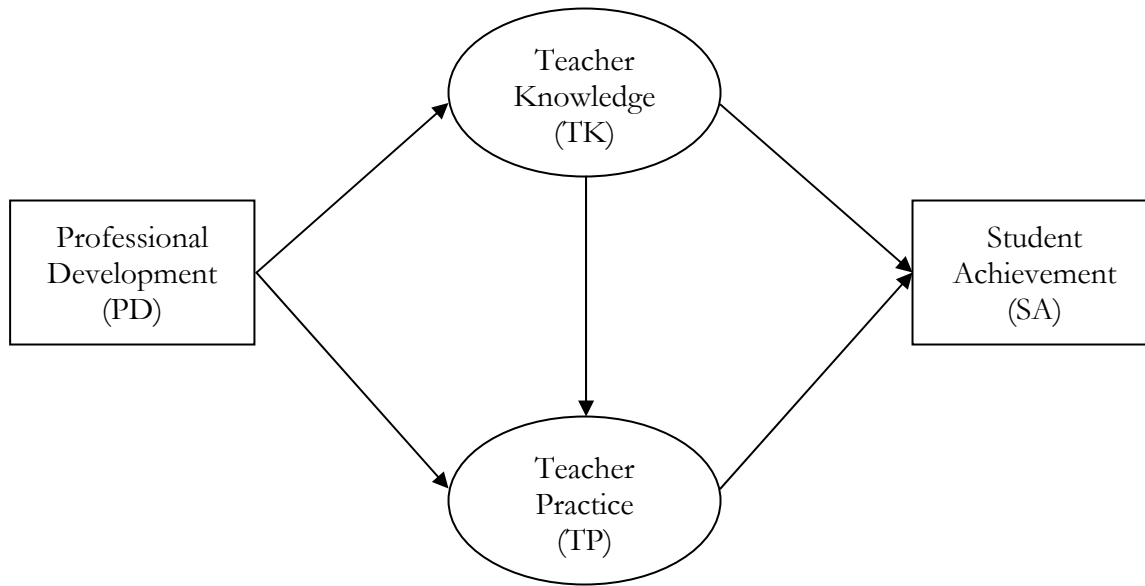 Teacher
Knowledge
(TK)
Professional
Development
(PD)
Student
Achievement
(SA)
Teacher
Practice
(TP)